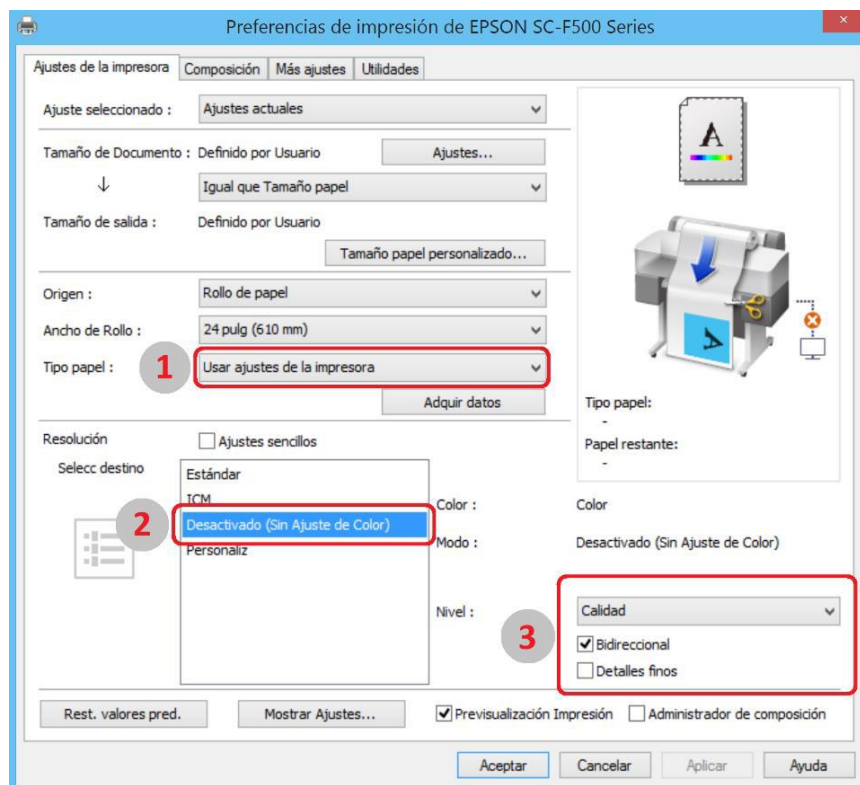 Preferencias de impresión de EPSON SC-F500 Series
Ajustes de la impresora Composición Más ajustes Utilidades
Ajuste seleccionado : Ajustes actuales
Tamaño de Documento : Definido por Usuario Ajustes...
↓ Igual que Tamaño papel
Tamaño de salida : Definido por Usuario
Tamaño papel personalizado...
Origen : Rollo de papel
Ancho de Rollo : 24 pulg (610 mm)
Tipo papel : 1 Usar ajustes de la impresora
Adquir datos
Resolución Ajustes sencillos
Selecc destino
Estándar
ICM
2 Desactivado (Sin Ajuste de Color)
Personaliz
A
A
Tipo papel:
-
Papel restante:
-
Color : Color
Modo : Desactivado (Sin Ajuste de Color)
Nivel : 3 Calidad
Bidireccional
Detalles finos
Rest. valores pred. Mostrar Ajustes... Previsualización Impresión Administrador de composición
Aceptar Cancelar Aplicar Ayuda